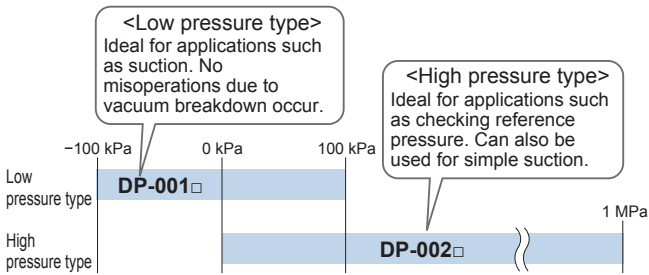 <Low pressure type>
Ideal for applications such
as suction. No
misoperations due to
vacuum breakdown occur.
<High pressure type>
Ideal for applications such
as checking reference
pressure. Can also be
used for simple suction.
−100 kPa 0 kPa 100 kPa
1 MPa
Low
pressure type
DP-001□
High
pressure type
DP-002□